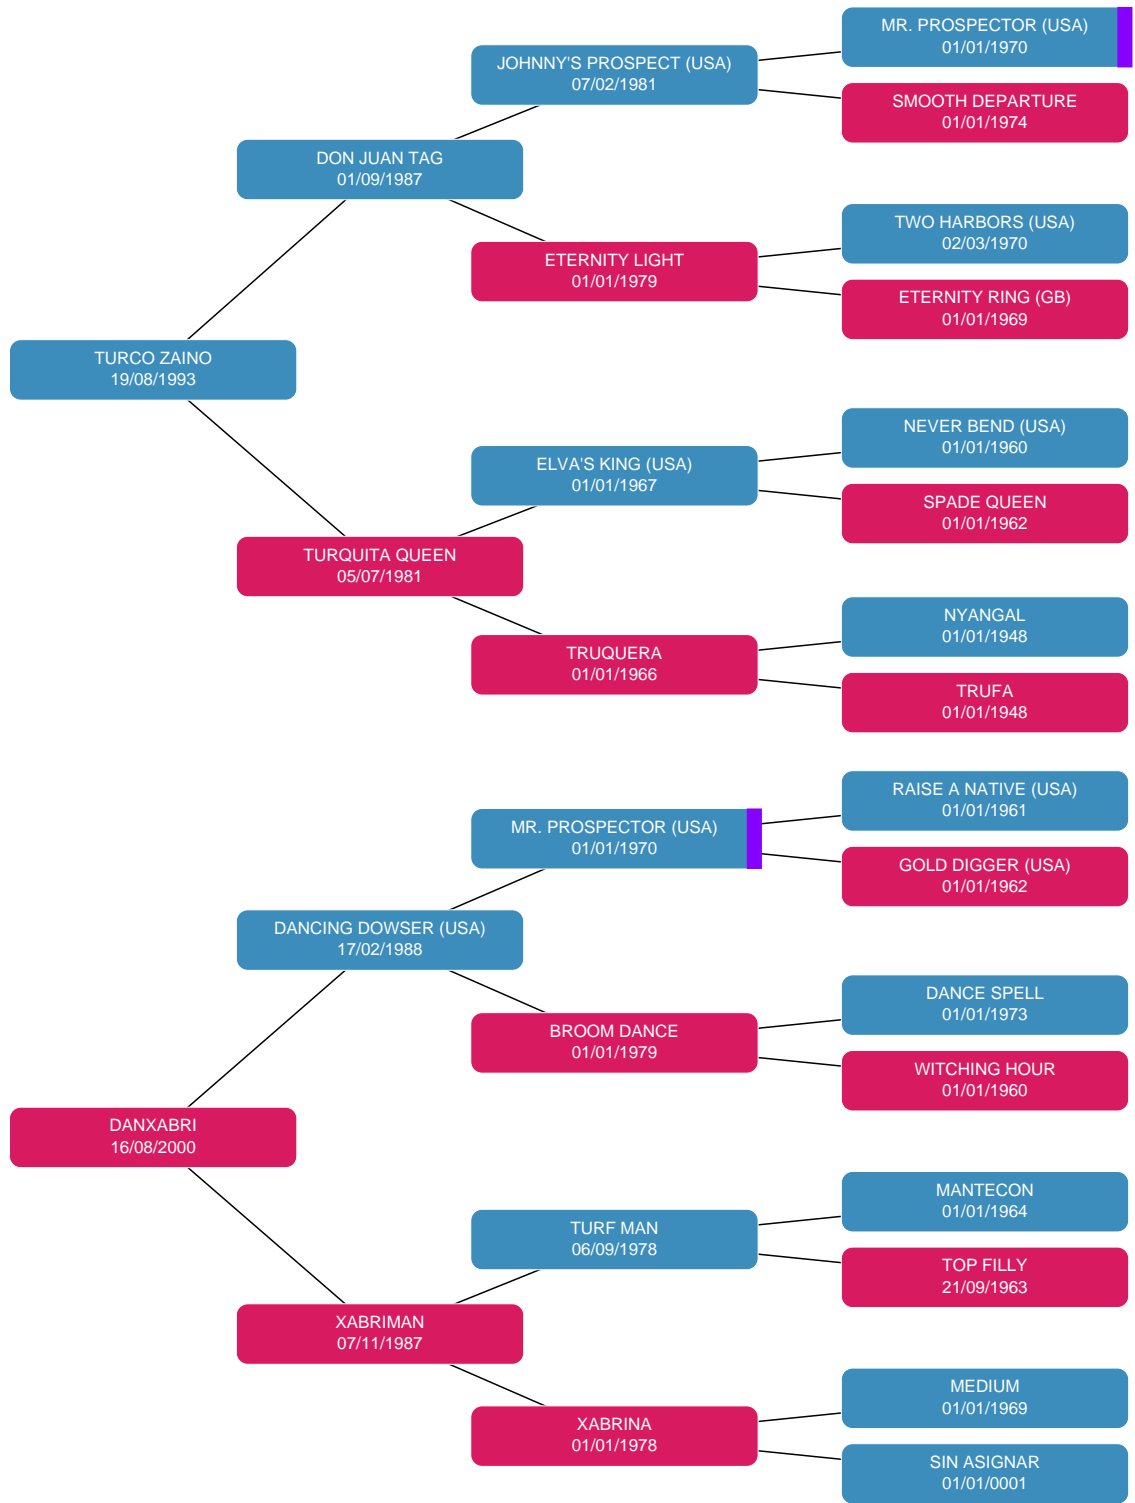 MR. PROSPECTOR (USA)
01/01/1970
JOHNNY'S PROSPECT (USA)
07/02/1981
SMOOTH DEPARTURE
01/01/1974
DON JUAN TAG
01/09/1987
TWO HARBORS (USA)
02/03/1970
ETERNITY LIGHT
01/01/1979
ETERNITY RING (GB)
01/01/1969
TURCO ZAINO
19/08/1993
NEVER BEND (USA)
01/01/1960
ELVA'S KING (USA)
01/01/1967
SPADE QUEEN
01/01/1962
TURQUITA QUEEN
05/07/1981
NYANGAL
01/01/1948
TRUQUERA
01/01/1966
TRUFA
01/01/1948
RAISE A NATIVE (USA)
01/01/1961
MR. PROSPECTOR (USA)
01/01/1970
GOLD DIGGER (USA)
01/01/1962
DANCING DOWSER (USA)
17/02/1988
DANCE SPELL
01/01/1973
BROOM DANCE
01/01/1979
WITCHING HOUR
01/01/1960
DANXABRI
16/08/2000
MANTECON
01/01/1964
TURF MAN
06/09/1978
TOP FILLY
21/09/1963
XABRIMAN
07/11/1987
MEDIUM
01/01/1969
XABRINA
01/01/1978
SIN ASIGNAR
01/01/0001